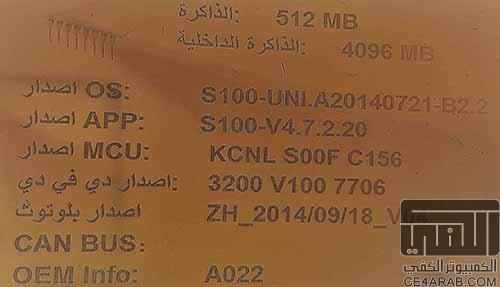 الذاكرة: 512 MB
الذاكرة الداخلية: 4096 MB
اصدار OS: S100-UNI.A20140721-B2.2
اصدار APP: S100-V4.7.2.20
اصدار MCU: KCNL S00F C156
اصدار دي في دي: 3200 V100 7706
اصدار بلوتوث ZH_2014/09/18_V04
CAN BUS:
OEM Info: A022
الكمبيوتر الكفي
CE4ARAB.COM